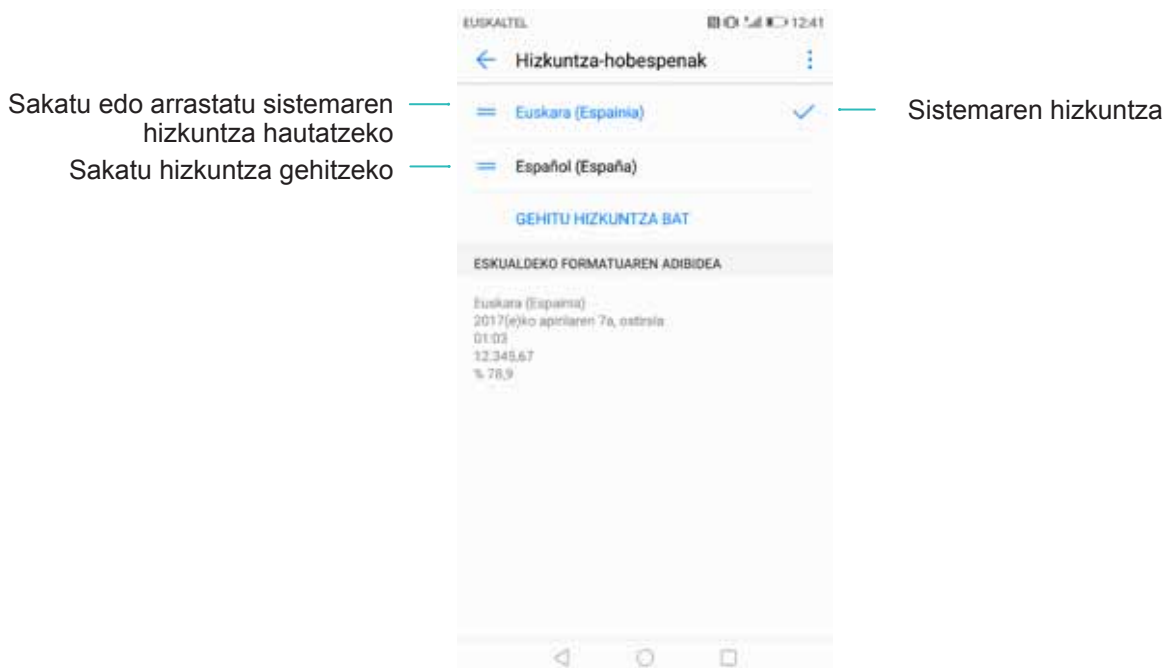 EUSKALTEL
12:41
Hizkuntza-hobespenak
Sakatu edo arrastatu sistemaren
hizkuntza hautatzeko
Euskara (Espainia)
Sistemaren hizkuntza
Sakatu hizkuntza gehitzeko
Español (España)
GEHITU HIZKUNTZA BAT
ESKUALDEKO FORMATUAREN ADIBIDEA
Euskara (Espainia)
2017(e)ko apirilaren 7a, ostirala
01:03
12.345,67
% 78,9